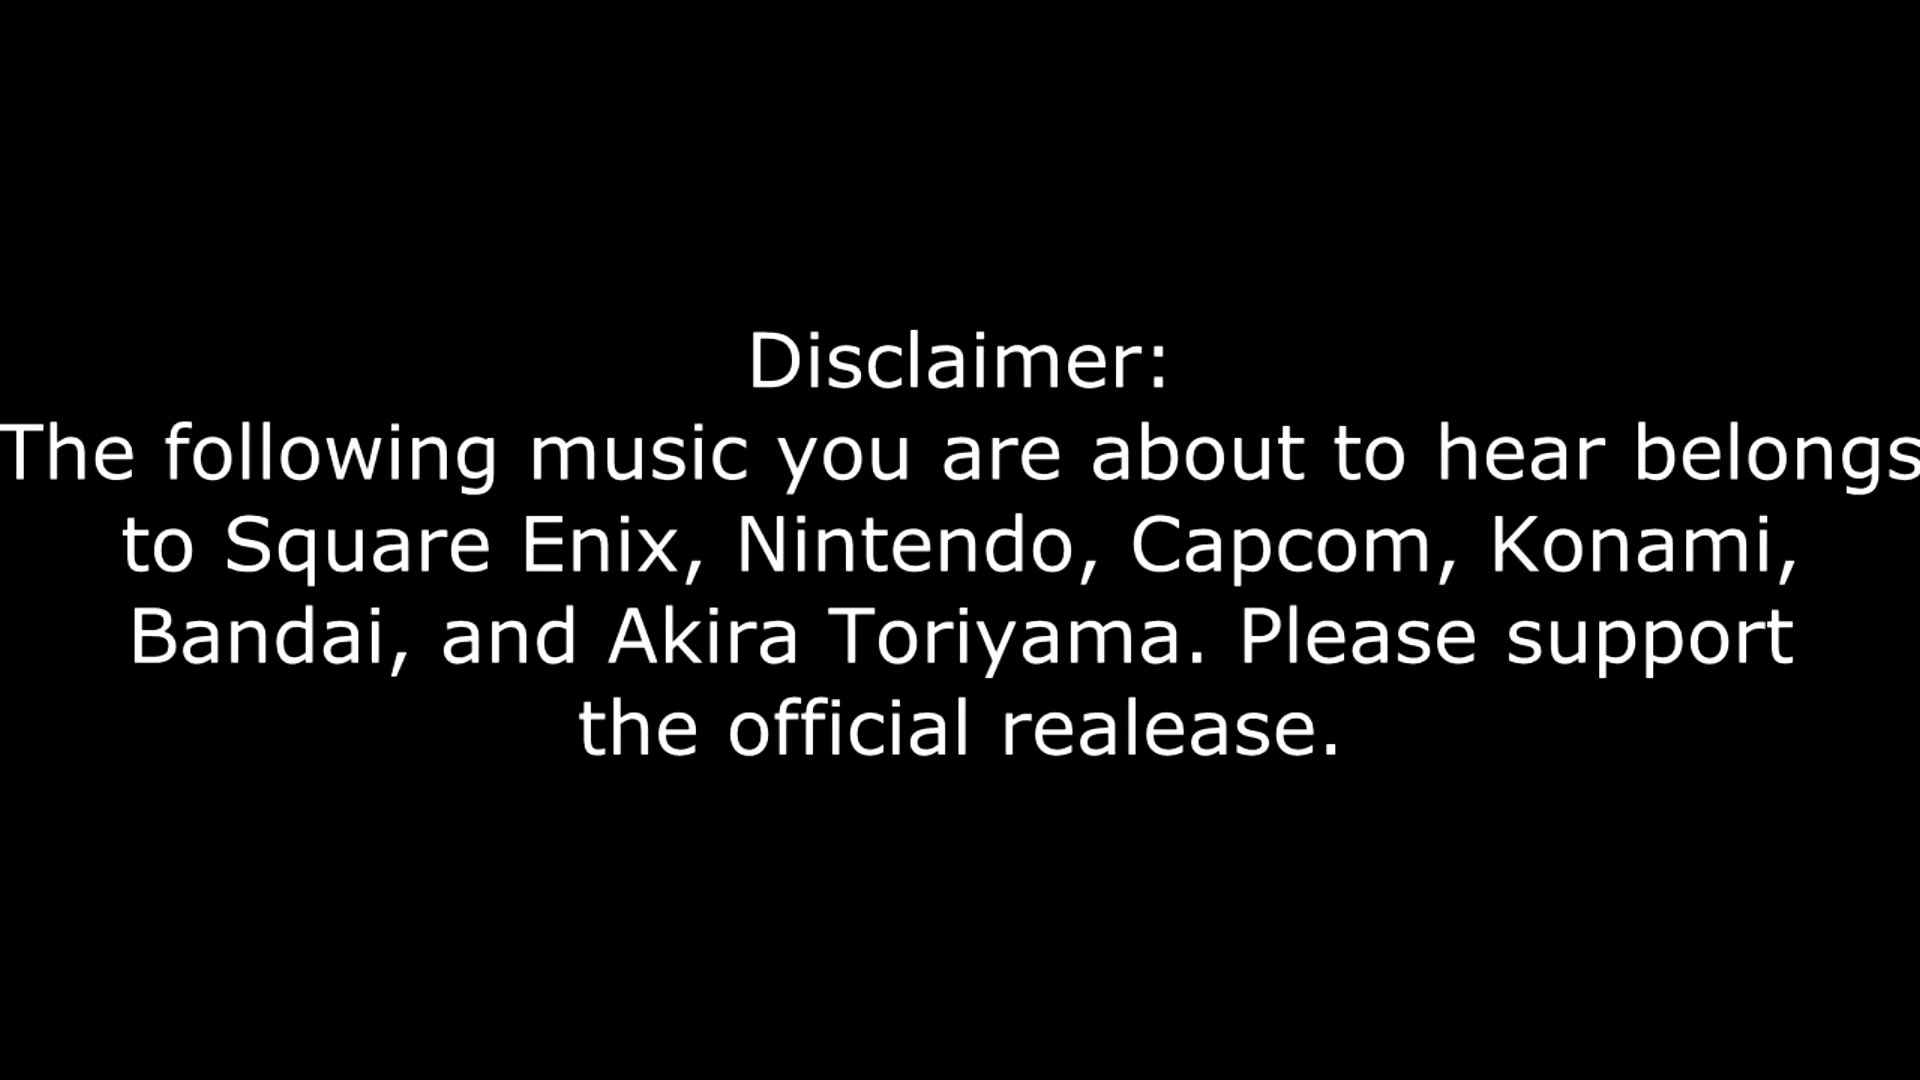 Disclaimer:
The following music you are about to hear belongs
to Square Enix, Nintendo, Capcom, Konami,
Bandai, and Akira Toriyama. Please support
the official realease.